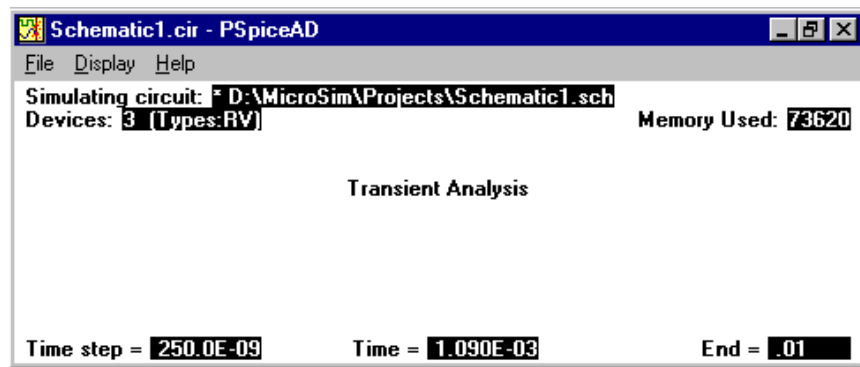 Schematic1.cir - PSpiceAD
File Display Help
Simulating circuit: * D:\MicroSim\Projects\Schematic1.sch
Devices: 3 (Types:RV) Memory Used: 73620
Transient Analysis
Time step = 250.0E-09 Time = 1.090E-03 End = .01